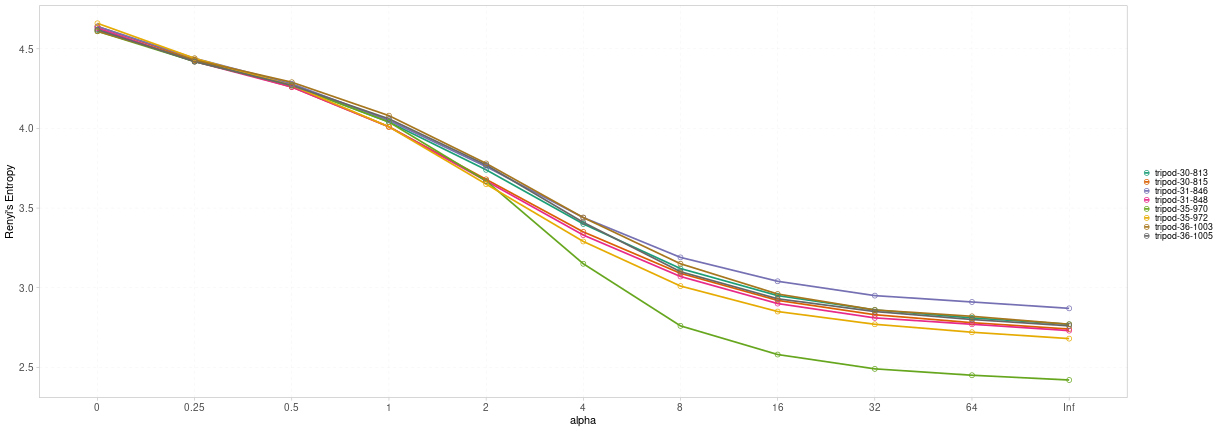 4.5
4.0
3.5
3.0
2.5
Renyi's Entropy
0 0.25 0.5 1 2 4 8 16 32 64 Inf
alpha
tripod-30-813
tripod-30-815
tripod-31-846
tripod-31-848
tripod-35-970
tripod-35-972
tripod-36-1003
tripod-36-1005